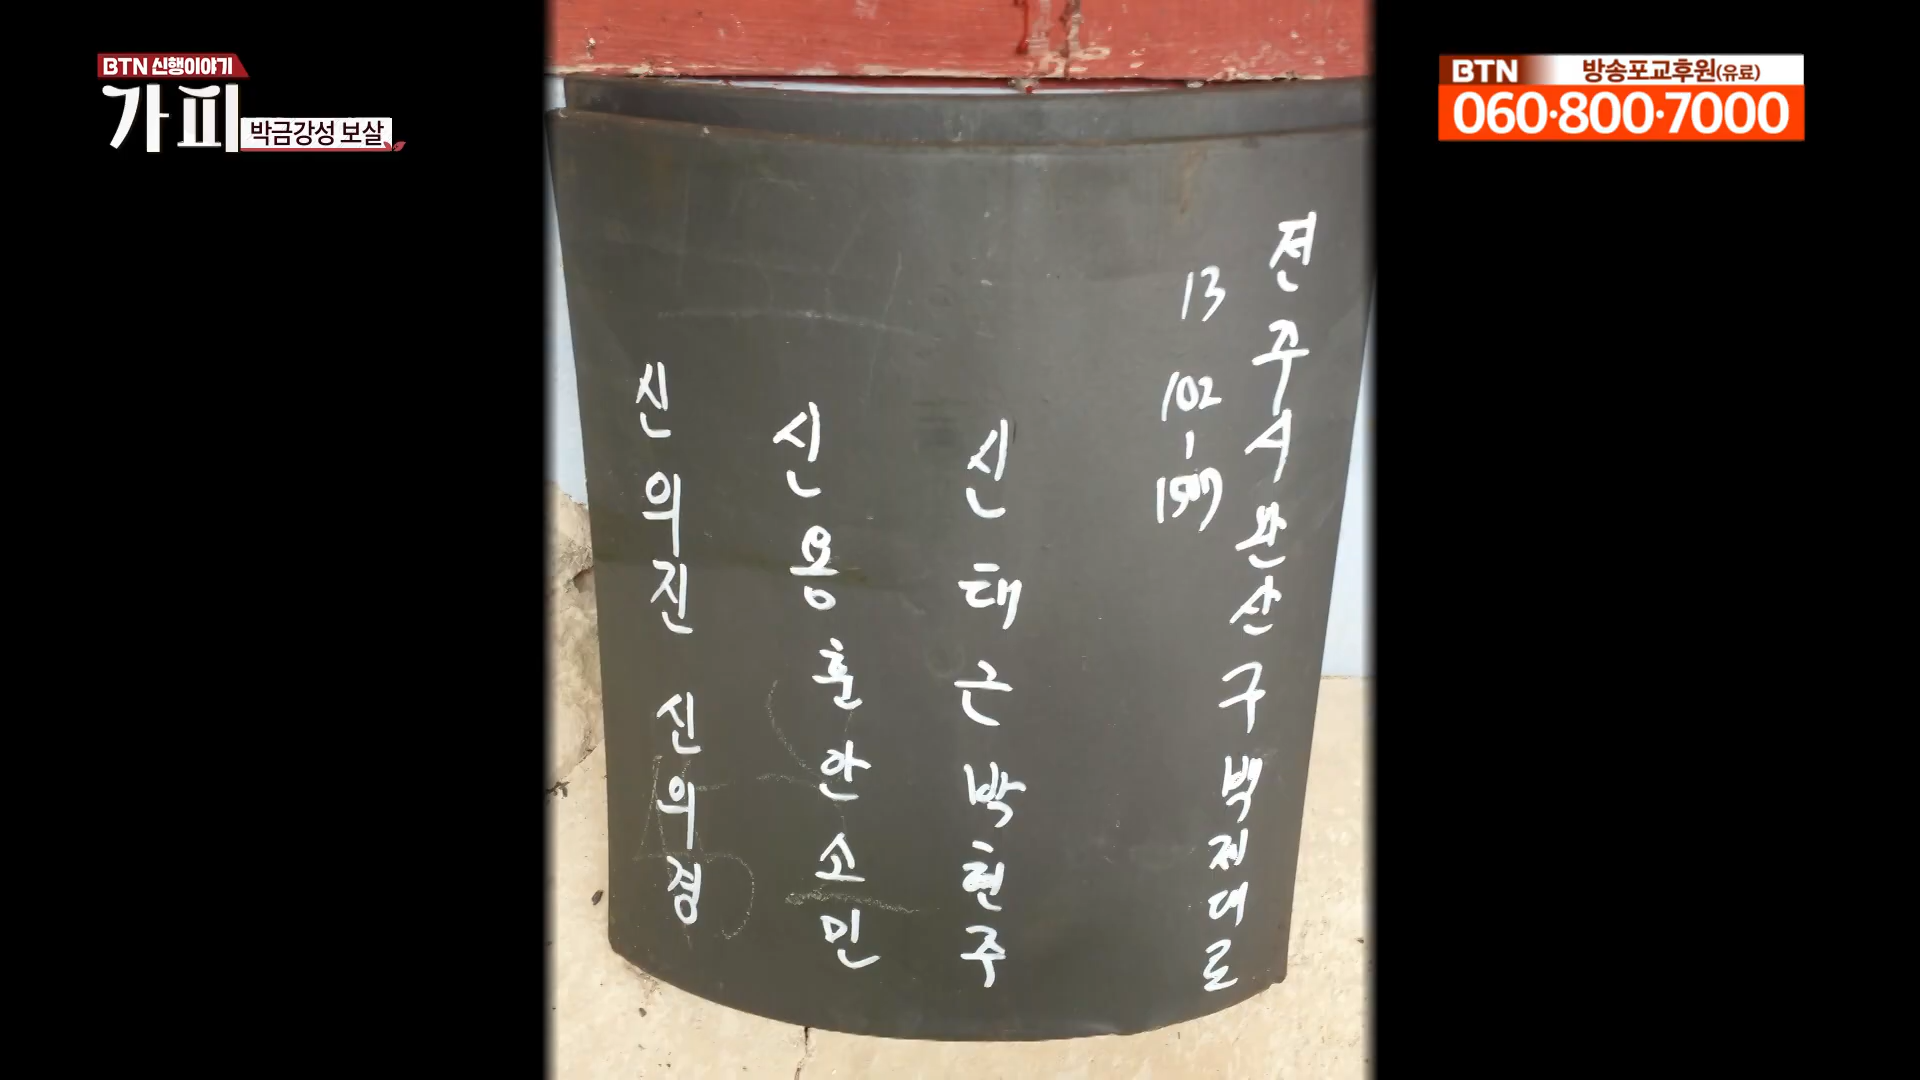 BTN 신행이야기
가피
박금강성 보살
BTN 방송포교후원(유료)
060·800·7000
전주시완산구백제대로
13 102-1507
신태근 박현주
신용훈 안소민
신의진 신의경